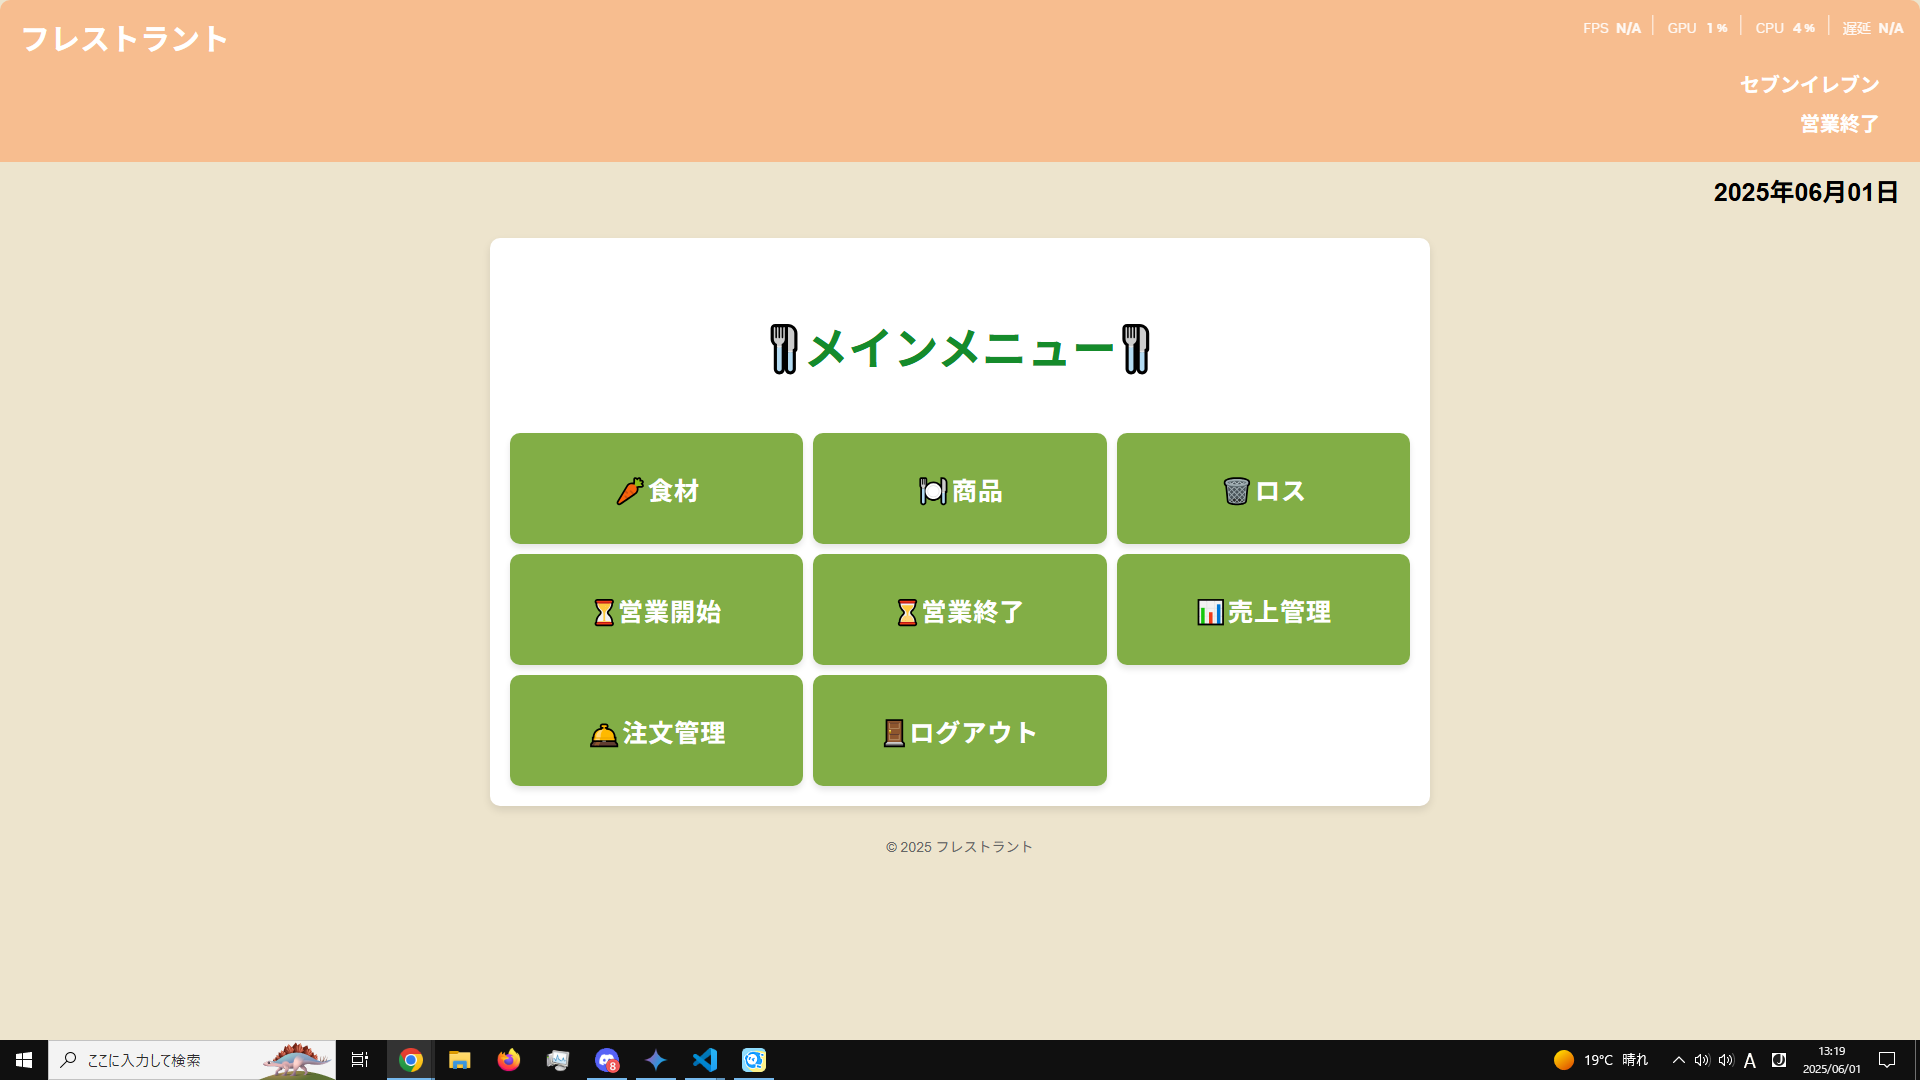 フレストラント
FPS N/A | GPU 1 % | CPU 4 % | 遅延 N/A
セブンイレブン
営業終了
2025年06月01日
🍴メインメニュー🍴
🥕食材
🍽️商品
🗑️ロス
⏳営業開始
⏳営業終了
📊売上管理
🛎️注文管理
🚪ログアウト
© 2025 フレストラント
ここに入力して検索
8
19°C 晴れ
A
13:19
2025/06/01